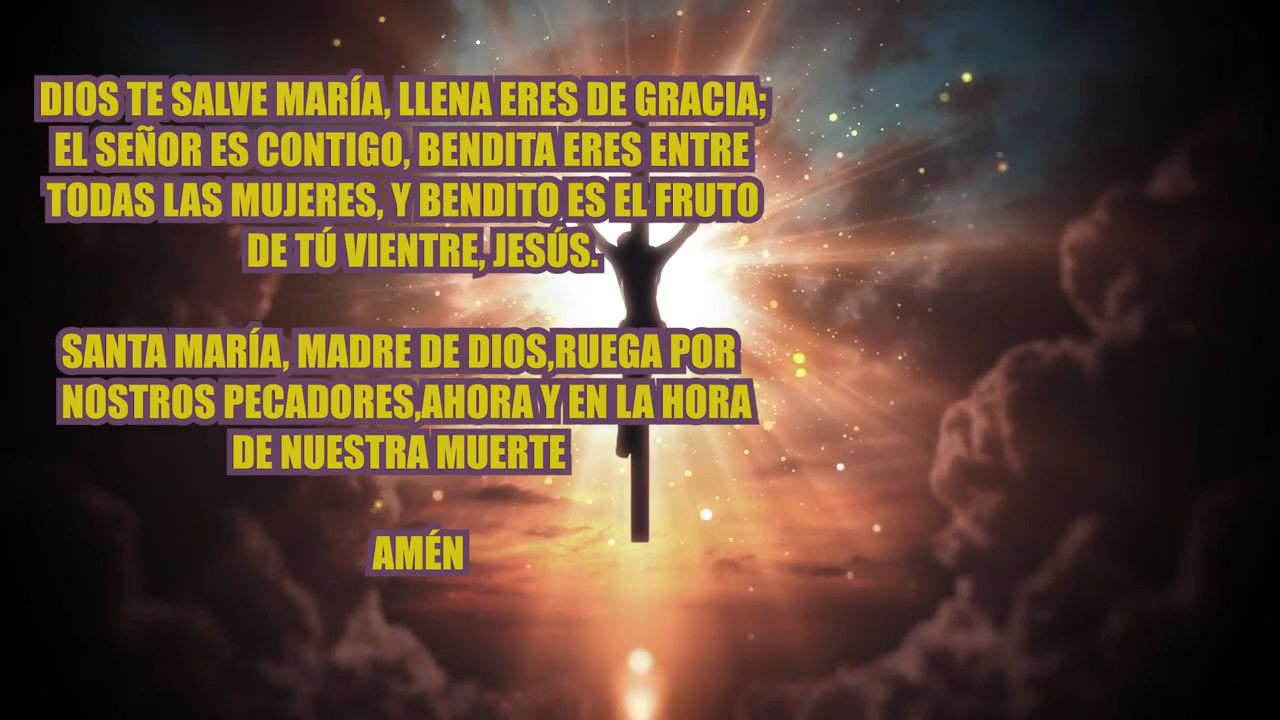 DIOS TE SALVE MARÍA, LLENA ERES DE GRACIA;
EL SEÑOR ES CONTIGO, BENDITA ERES ENTRE
TODAS LAS MUJERES, Y BENDITO ES EL FRUTO
DE TÚ VIENTRE, JESÚS.
SANTA MARÍA, MADRE DE DIOS,RUEGA POR
NOSTROS PECADORES,AHORA Y EN LA HORA
DE NUESTRA MUERTE
AMÉN